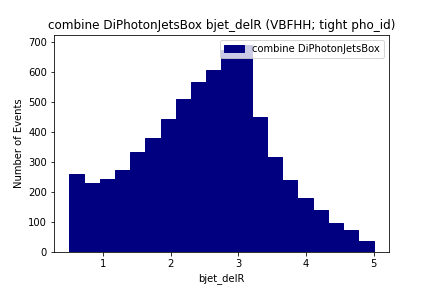 combine DiPhotonJetsBox bjet_delR (VBFHH; tight pho_id)
combine DiPhotonJetsBox
700
600
500
400
300
200
100
0
Number of Events
1 2 3 4 5
bjet_delR